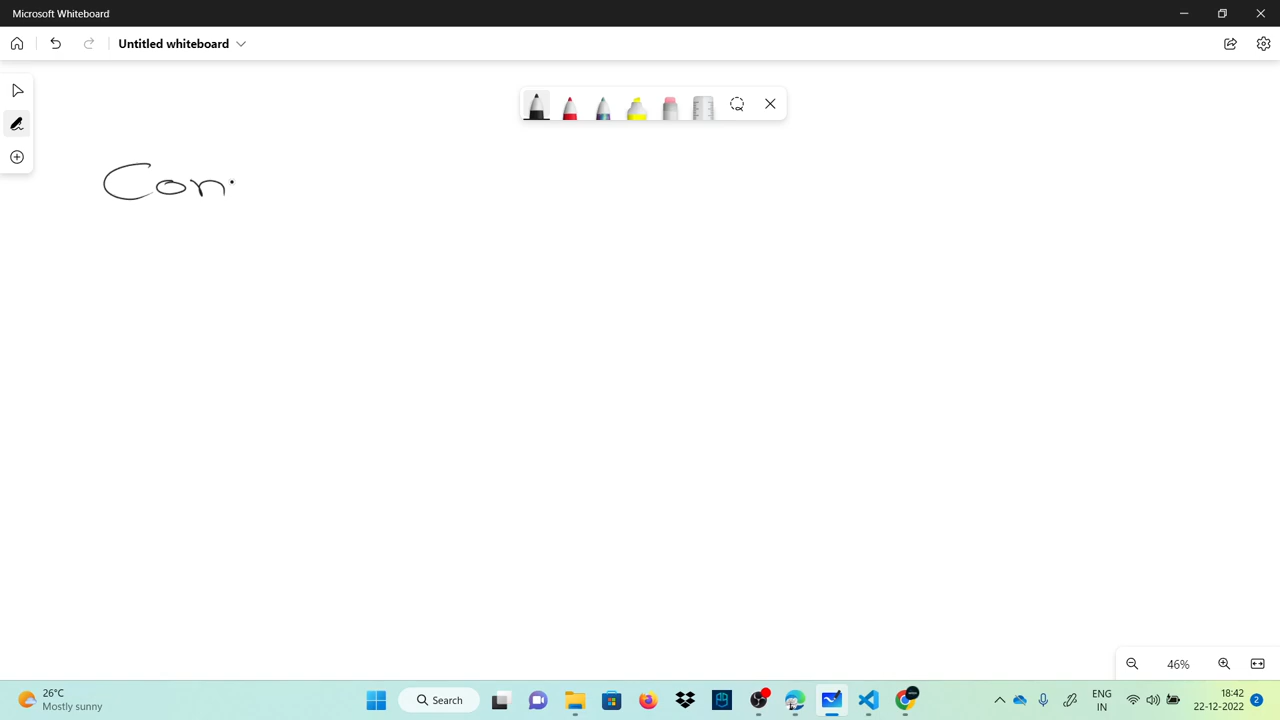 Microsoft Whiteboard
Untitled whiteboard
Con
46%
26°C
Mostly sunny
Search
ENG
IN
18:42
22-12-2022
2